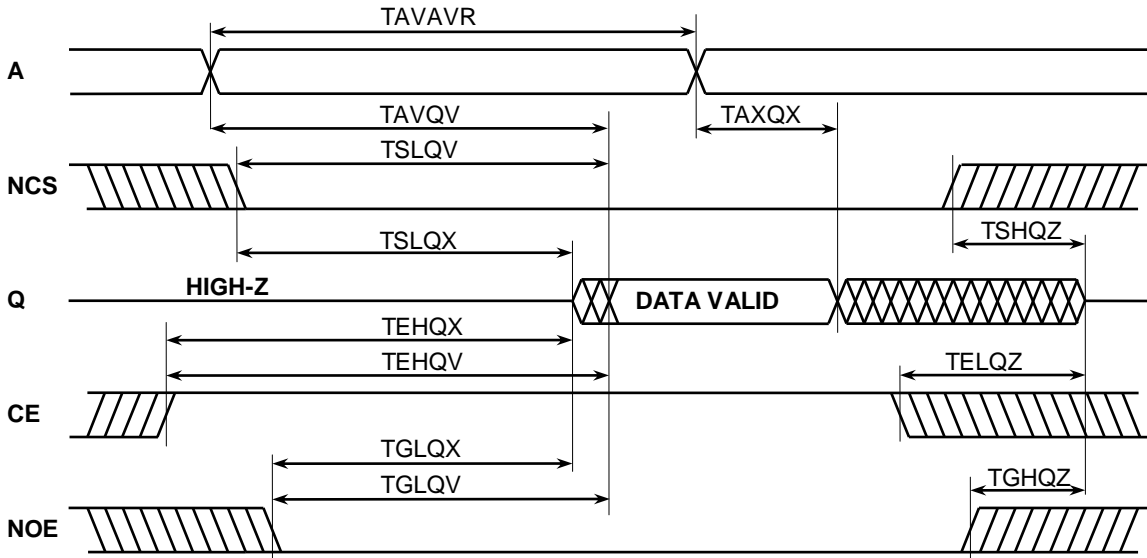 TAVAVR
A
TAVQV
TAXQX
TSLQV
NCS
TSLQX
TSHQZ
HIGH-Z
Q
DATA VALID
TEHQX
TEHQV
TELQZ
CE
TGLQX
TGLQV
TGHQZ
NOE